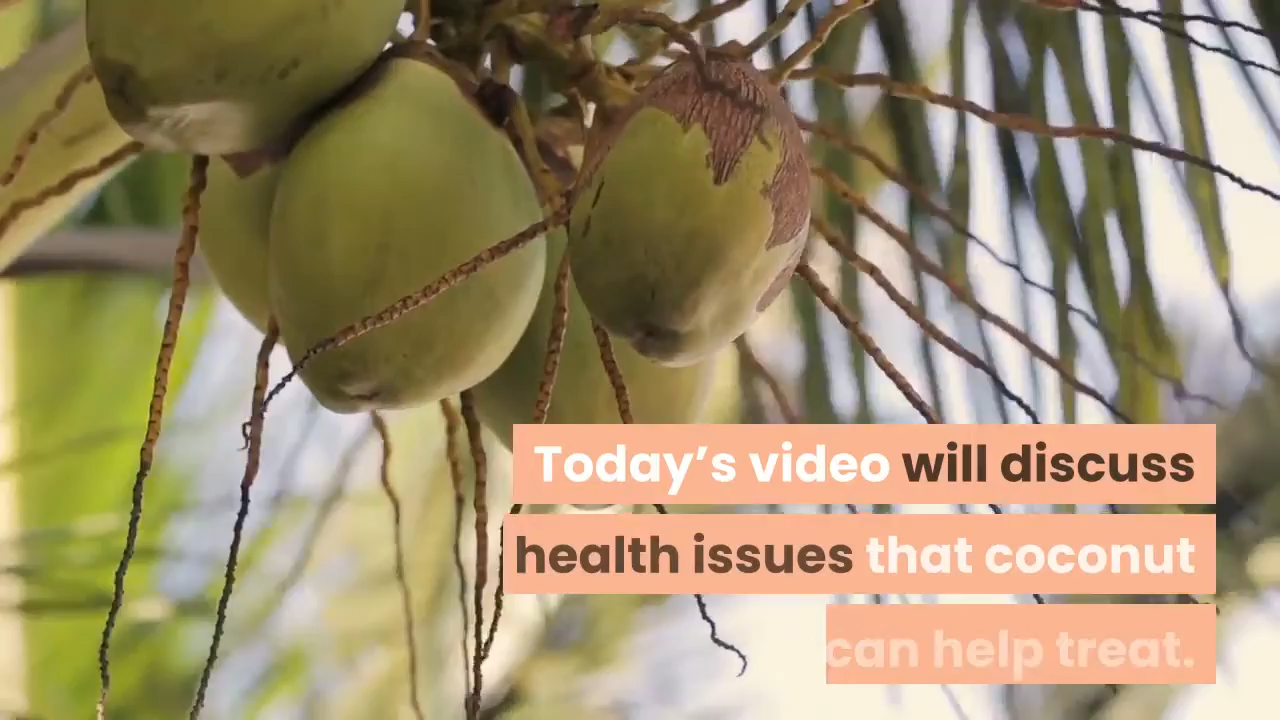 Today’s video will discuss
health issues that coconut
can help treat.